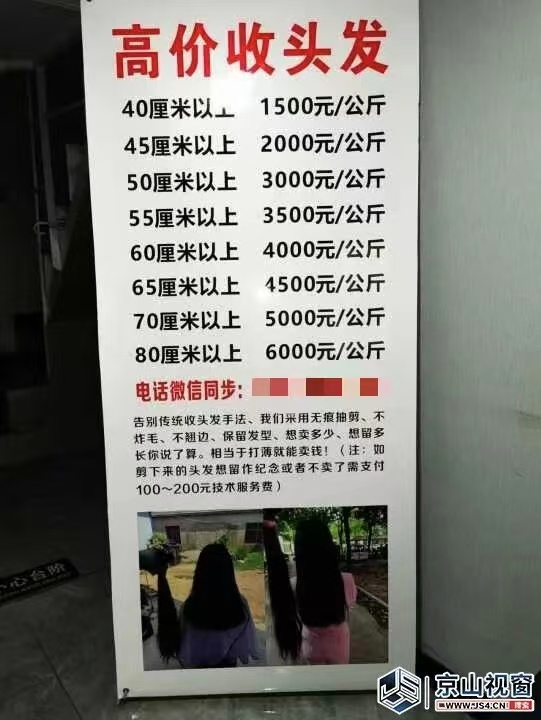 高价收头发
40厘米以上 1500元/公斤
45厘米以上 2000元/公斤
50厘米以上 3000元/公斤
55厘米以上 3500元/公斤
60厘米以上 4000元/公斤
65厘米以上 4500元/公斤
70厘米以上 5000元/公斤
80厘米以上 6000元/公斤
电话微信同步:
告别传统收头发手法、我们采用无痕抽剪、不
炸毛、不翘边、保留发型、想卖多少、想留多
长你说了算。相当于打薄就能卖钱!(注:如
剪下来的头发想留作纪念或者不卖了需支付
100~200元技术服务费)
小心台阶
京山视窗
WWW.JS4.CN